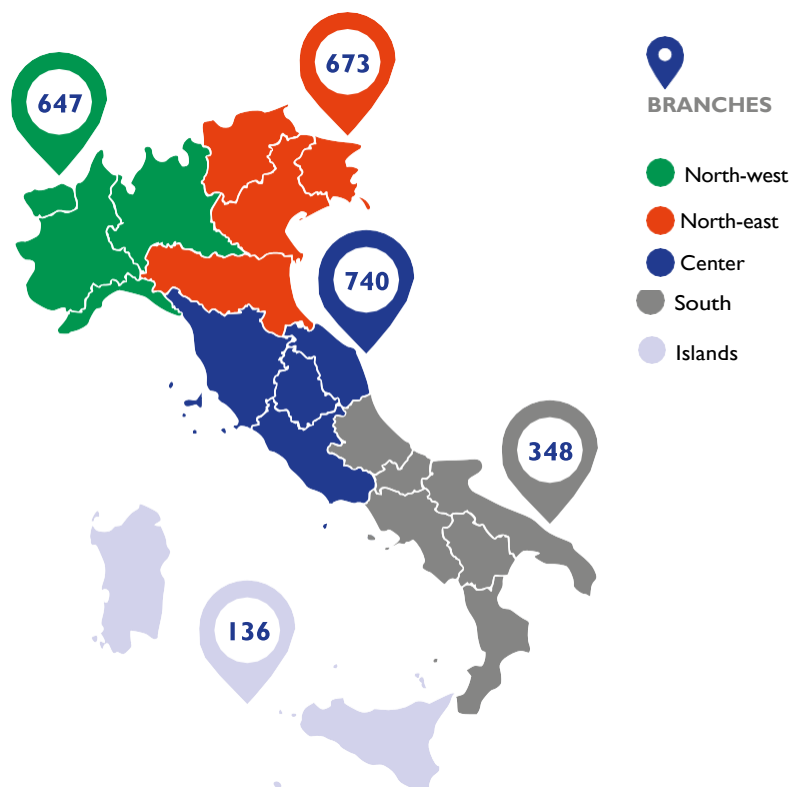 673
647
BRANCHES
North-west
North-east
Center
740
South
Islands
348
136